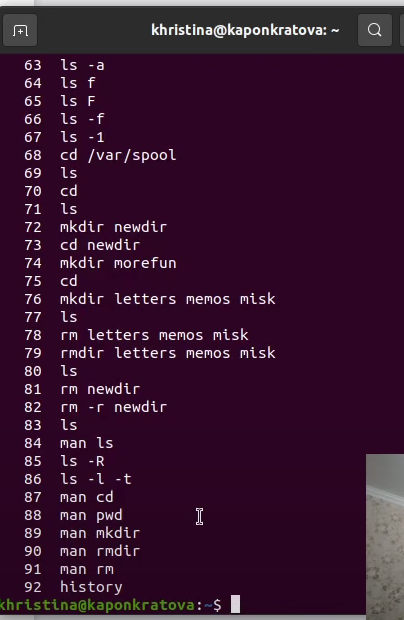 khristina@kaponkratova: ~
63 ls -a
64 ls f
65 ls F
66 ls -f
67 ls -1
68 cd /var/spool
69 ls
70 cd
71 ls
72 mkdir newdir
73 cd newdir
74 mkdir morefun
75 cd
76 mkdir letters memos misk
77 ls
78 rm letters memos misk
79 rmdir letters memos misk
80 ls
81 rm newdir
82 rm -r newdir
83 ls
84 man ls
85 ls -R
86 ls -l -t
87 man cd
88 man pwd
89 man mkdir
90 man rmdir
91 man rm
92 history
khristina@kaponkratova:~$